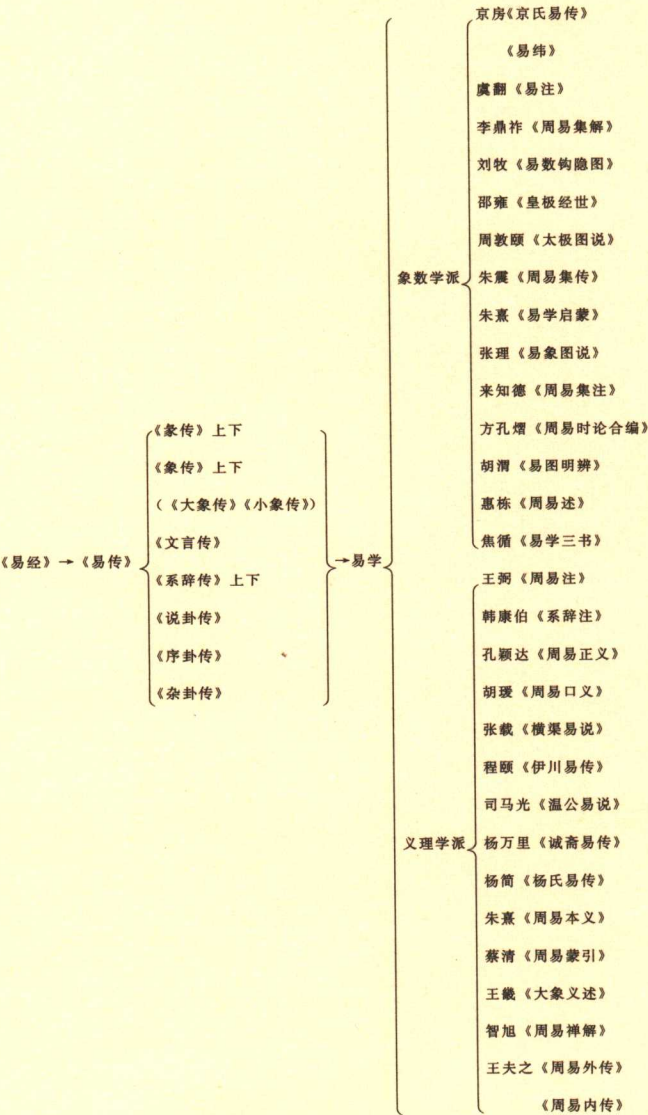 《易经》→《易传》
《彖传》上下
《象传》上下
(《大象传》《小象传》)
《文言传》
《系辞传》上下
《说卦传》
《序卦传》
《杂卦传》
→易学
象数学派
京房《京氏易传》
《易纬》
虞翻《易注》
李鼎祚《周易集解》
刘牧《易数钩隐图》
邵雍《皇极经世》
周敦颐《太极图说》
朱震《周易集传》
朱熹《易学启蒙》
张理《易象图说》
来知德《周易集注》
方孔熠《周易时论合编》
胡渭《易图明辨》
惠栋《周易述》
焦循《易学三书》
义理学派
王弼《周易注》
韩康伯《系辞注》
孔颖达《周易正义》
胡瑗《周易口义》
张载《横渠易说》
程颐《伊川易传》
司马光《温公易说》
杨万里《诚斋易传》
杨简《杨氏易传》
朱熹《周易本义》
蔡清《周易蒙引》
王畿《大象义述》
智旭《周易禅解》
王夫之《周易外传》
《周易内传》